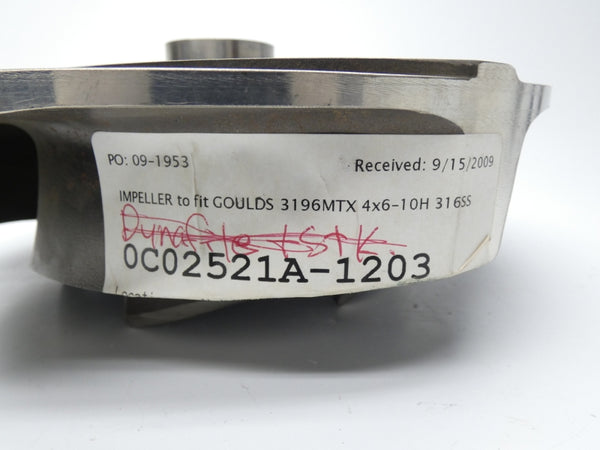 PO: 09-1953 Received: 9/15/2009
IMPELLER to fit GOULDS 3196MTX 4x6-10H 316SS
0C02521A-1203